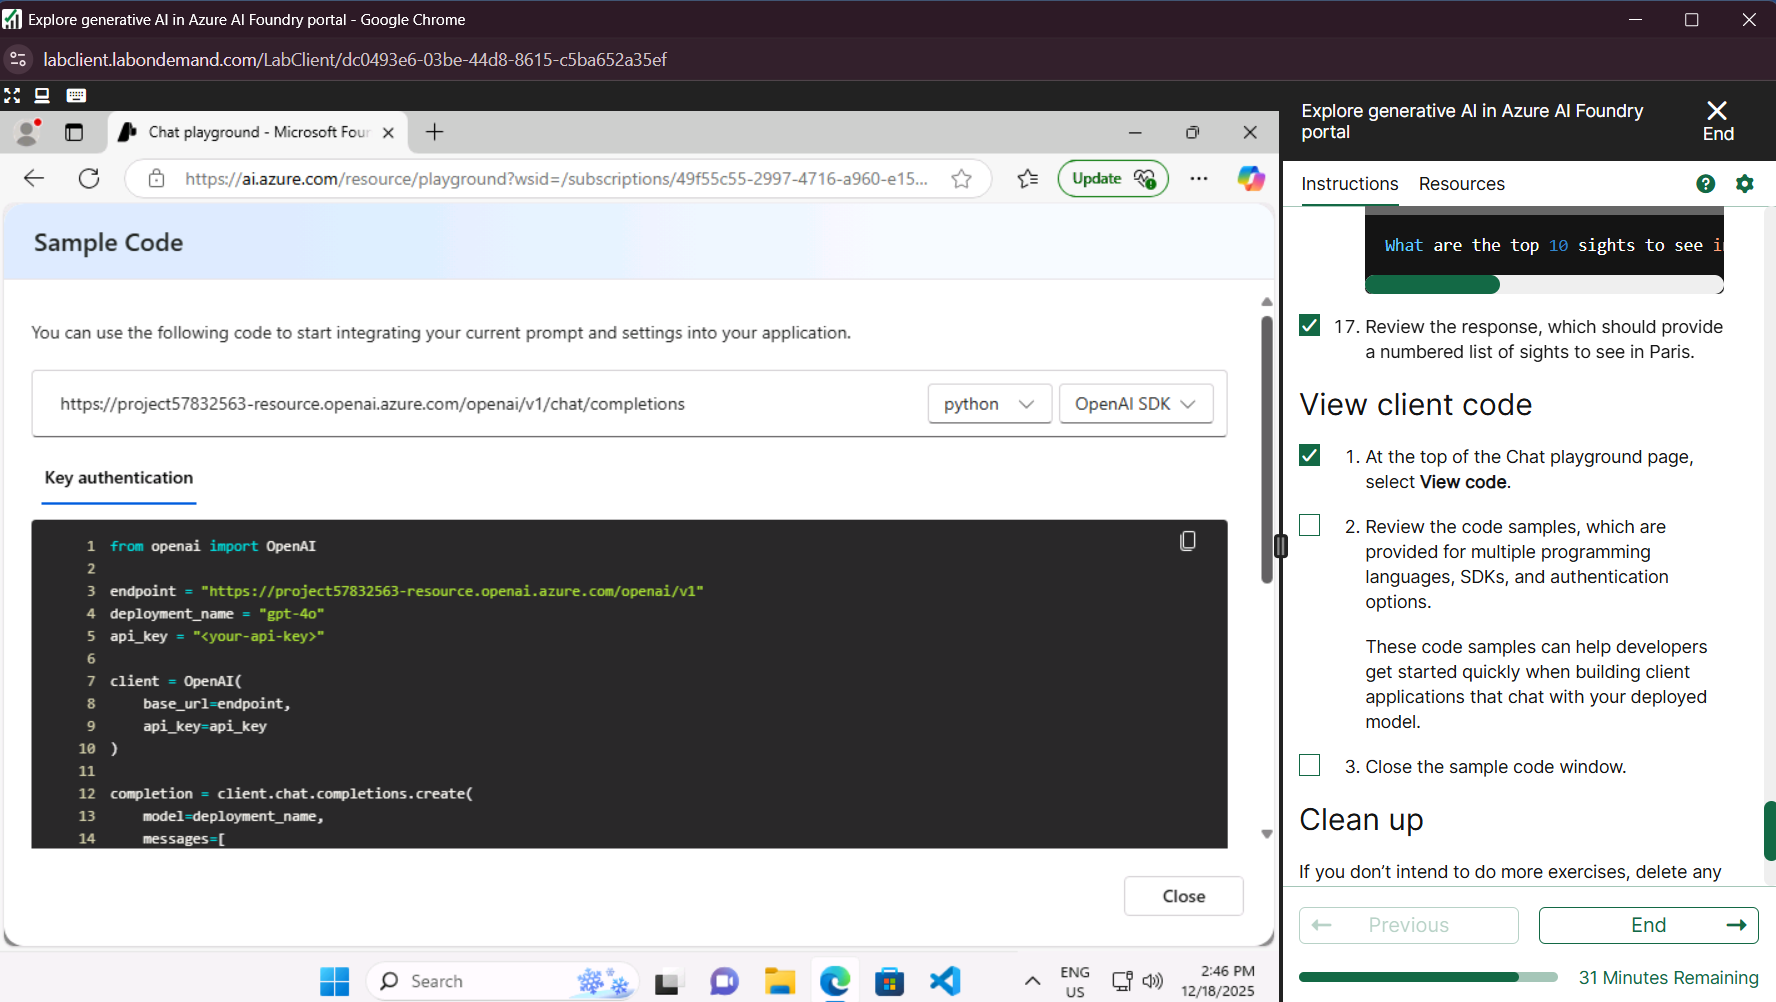 Explore generative AI in Azure AI Foundry portal - Google Chrome
labclient.labondemand.com/LabClient/dc0493e6-03be-44d8-8615-c5ba652a35ef
Chat playground - Microsoft Foun
https://ai.azure.com/resource/playground?wsid=/subscriptions/49f55c55-2997-4716-a960-e15...
Update
Sample Code
You can use the following code to start integrating your current prompt and settings into your application.
https://project57832563-resource.openai.azure.com/openai/v1/chat/completions
python
OpenAI SDK
Key authentication
1 from openai import OpenAI
2
3 endpoint = "https://project57832563-resource.openai.azure.com/openai/v1"
4 deployment_name = "gpt-4o"
5 api_key = "<your-api-key>"
6
7 client = OpenAI(
8 base_url=endpoint,
9 api_key=api_key
10 )
11
12 completion = client.chat.completions.create(
13 model=deployment_name,
14 messages=[
Close
Search
ENG
US
2:46 PM
12/18/2025
Explore generative AI in Azure AI Foundry
portal
End
Instructions
Resources
What are the top 10 sights to see in
17. Review the response, which should provide
a numbered list of sights to see in Paris.
View client code
1. At the top of the Chat playground page,
select View code.
2. Review the code samples, which are
provided for multiple programming
languages, SDKs, and authentication
options.
These code samples can help developers
get started quickly when building client
applications that chat with your deployed
model.
3. Close the sample code window.
Clean up
If you don't intend to do more exercises, delete any
Previous
End
31 Minutes Remaining